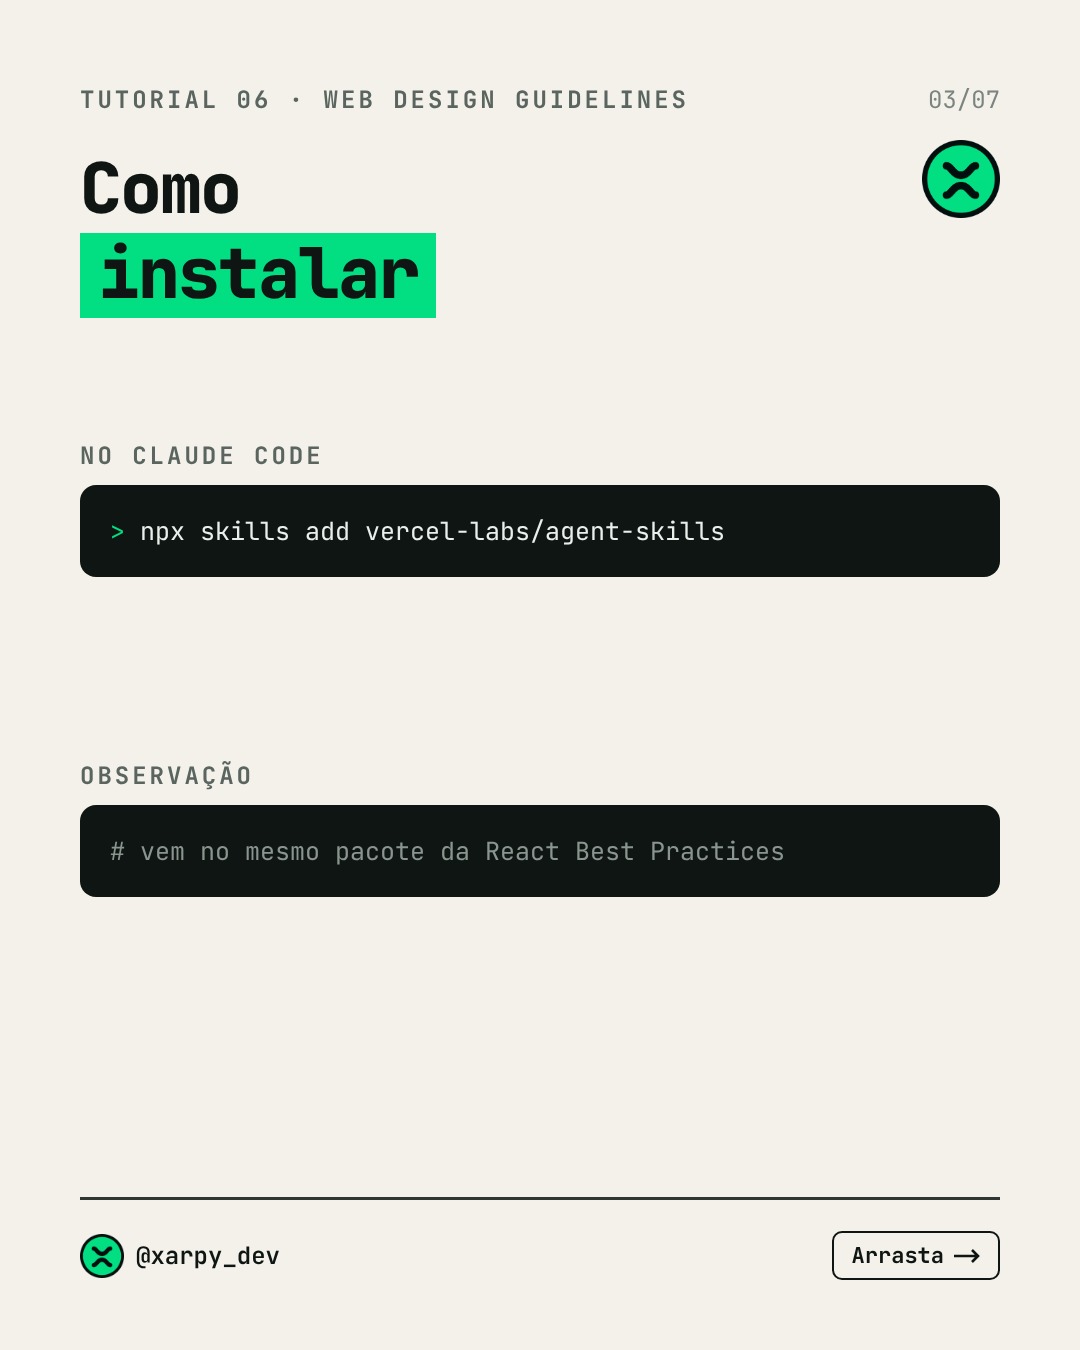 TUTORIAL 06 · WEB DESIGN GUIDELINES
03/07
Como
instalar
NO CLAUDE CODE
> npx skills add vercel-labs/agent-skills
OBSERVAÇÃO
# vem no mesmo pacote da React Best Practices
@xarpy_dev
Arrasta →